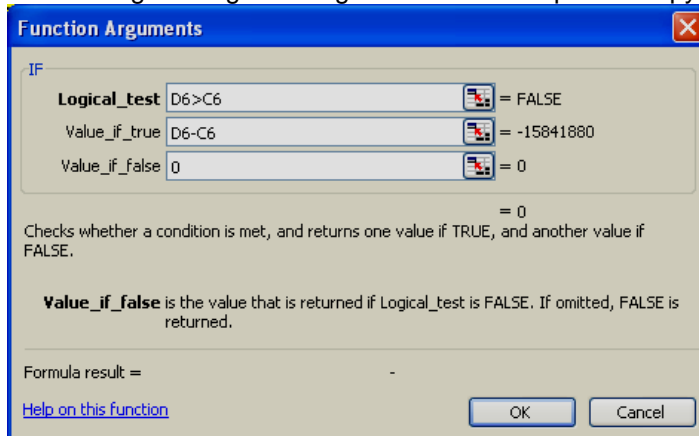 Function Arguments
IF
Logical_test D6>C6 = FALSE
Value_if_true D6-C6 = -15841880
Value_if_false 0 = 0
= 0
Checks whether a condition is met, and returns one value if TRUE, and another value if
FALSE.
Value_if_false is the value that is returned if Logical_test is FALSE. If omitted, FALSE is
returned.
Formula result = -
Help on this function OK Cancel